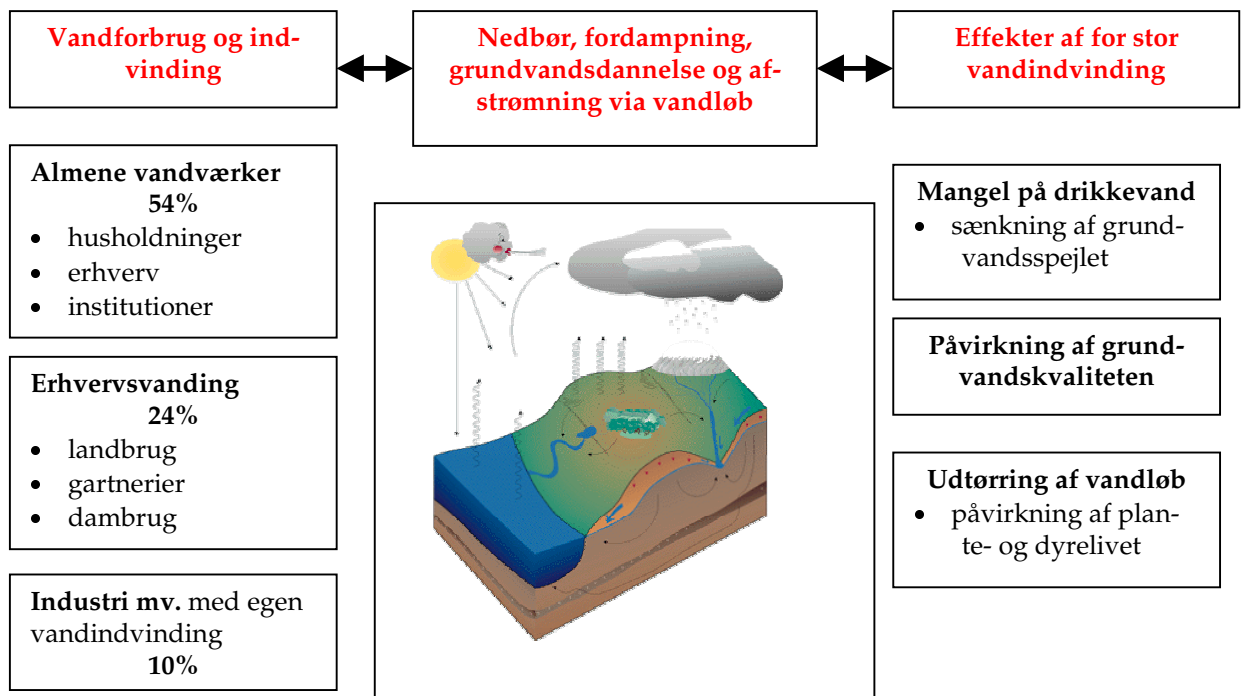 Vandforbrug og ind-
vinding
Nedbør, fordampning,
grundvandsdannelse og af-
strømning via vandløb
Effekter af for stor
vandindvinding
Almene vandværker
54%
• husholdninger
• erhverv
• institutioner
Erhvervsvanding
24%
• landbrug
• gartnerier
• dambrug
Industri mv. med egen
vandindvinding
10%
Mangel på drikkevand
• sænkning af grund-
vandsspejlet
Påvirkning af grund-
vandskvaliteten
Udtørring af vandløb
• påvirkning af plan-
te- og dyrelivet